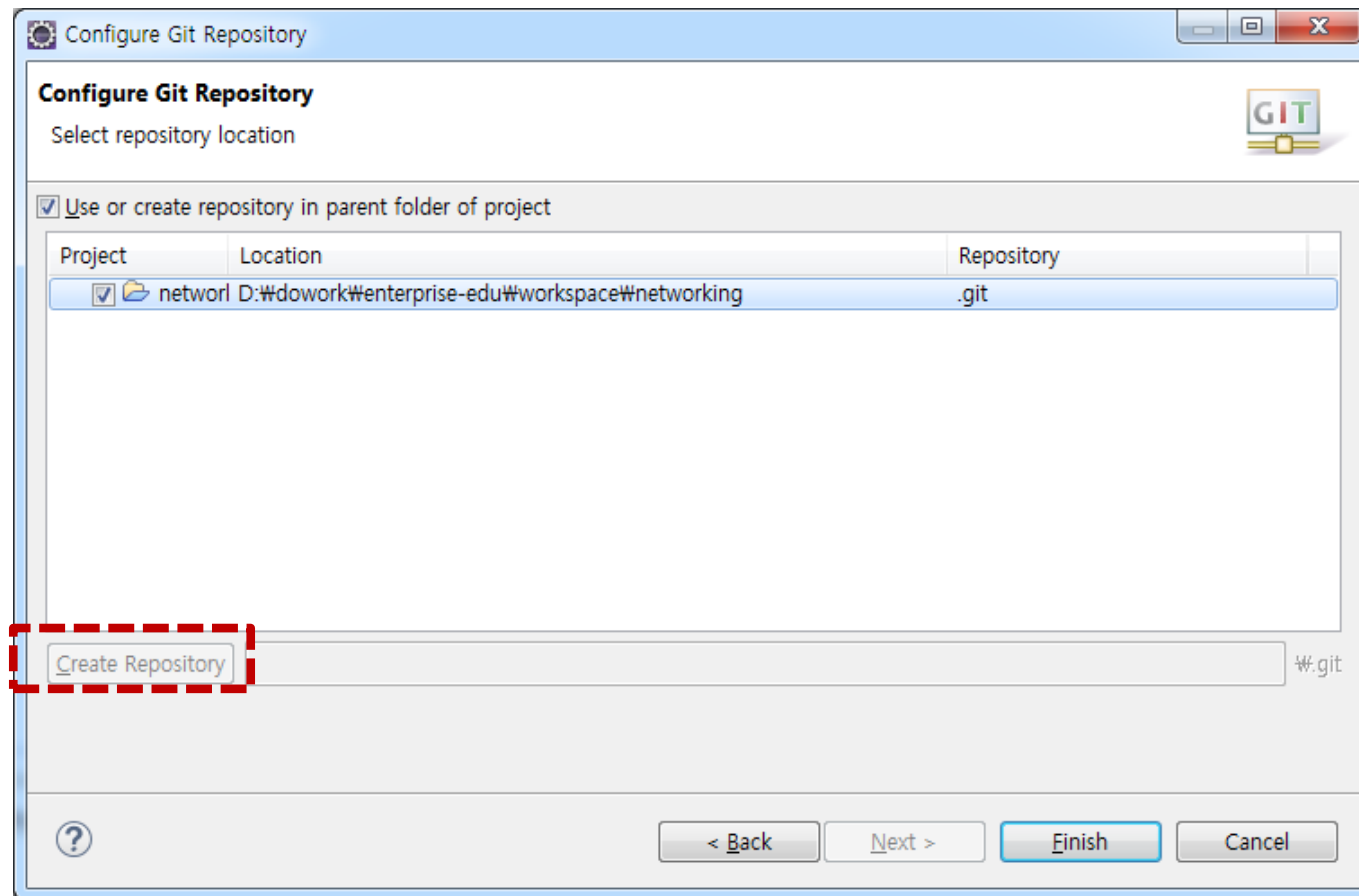 Configure Git Repository
Configure Git Repository
Select repository location
GIT
Use or create repository in parent folder of project
Project Location Repository
networl D:₩dowork₩enterprise-edu₩workspace₩networking .git
Create Repository ₩.git
? < Back Next > Finish Cancel